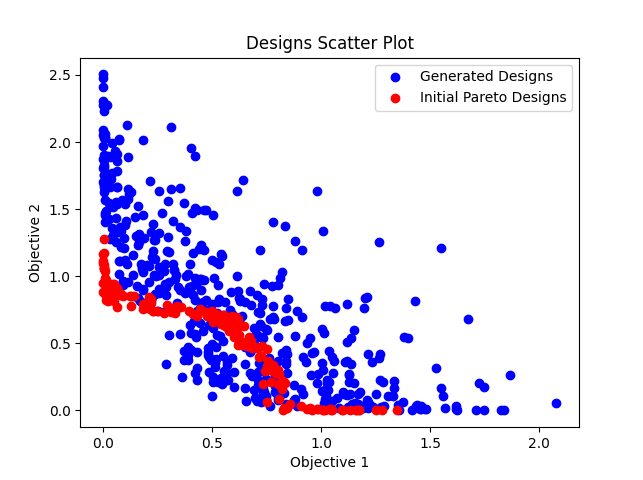 Designs Scatter Plot
Generated Designs
Initial Pareto Designs
2.5
2.0
1.5
1.0
0.5
0.0
Objective 2
0.0 0.5 1.0 1.5 2.0
Objective 1